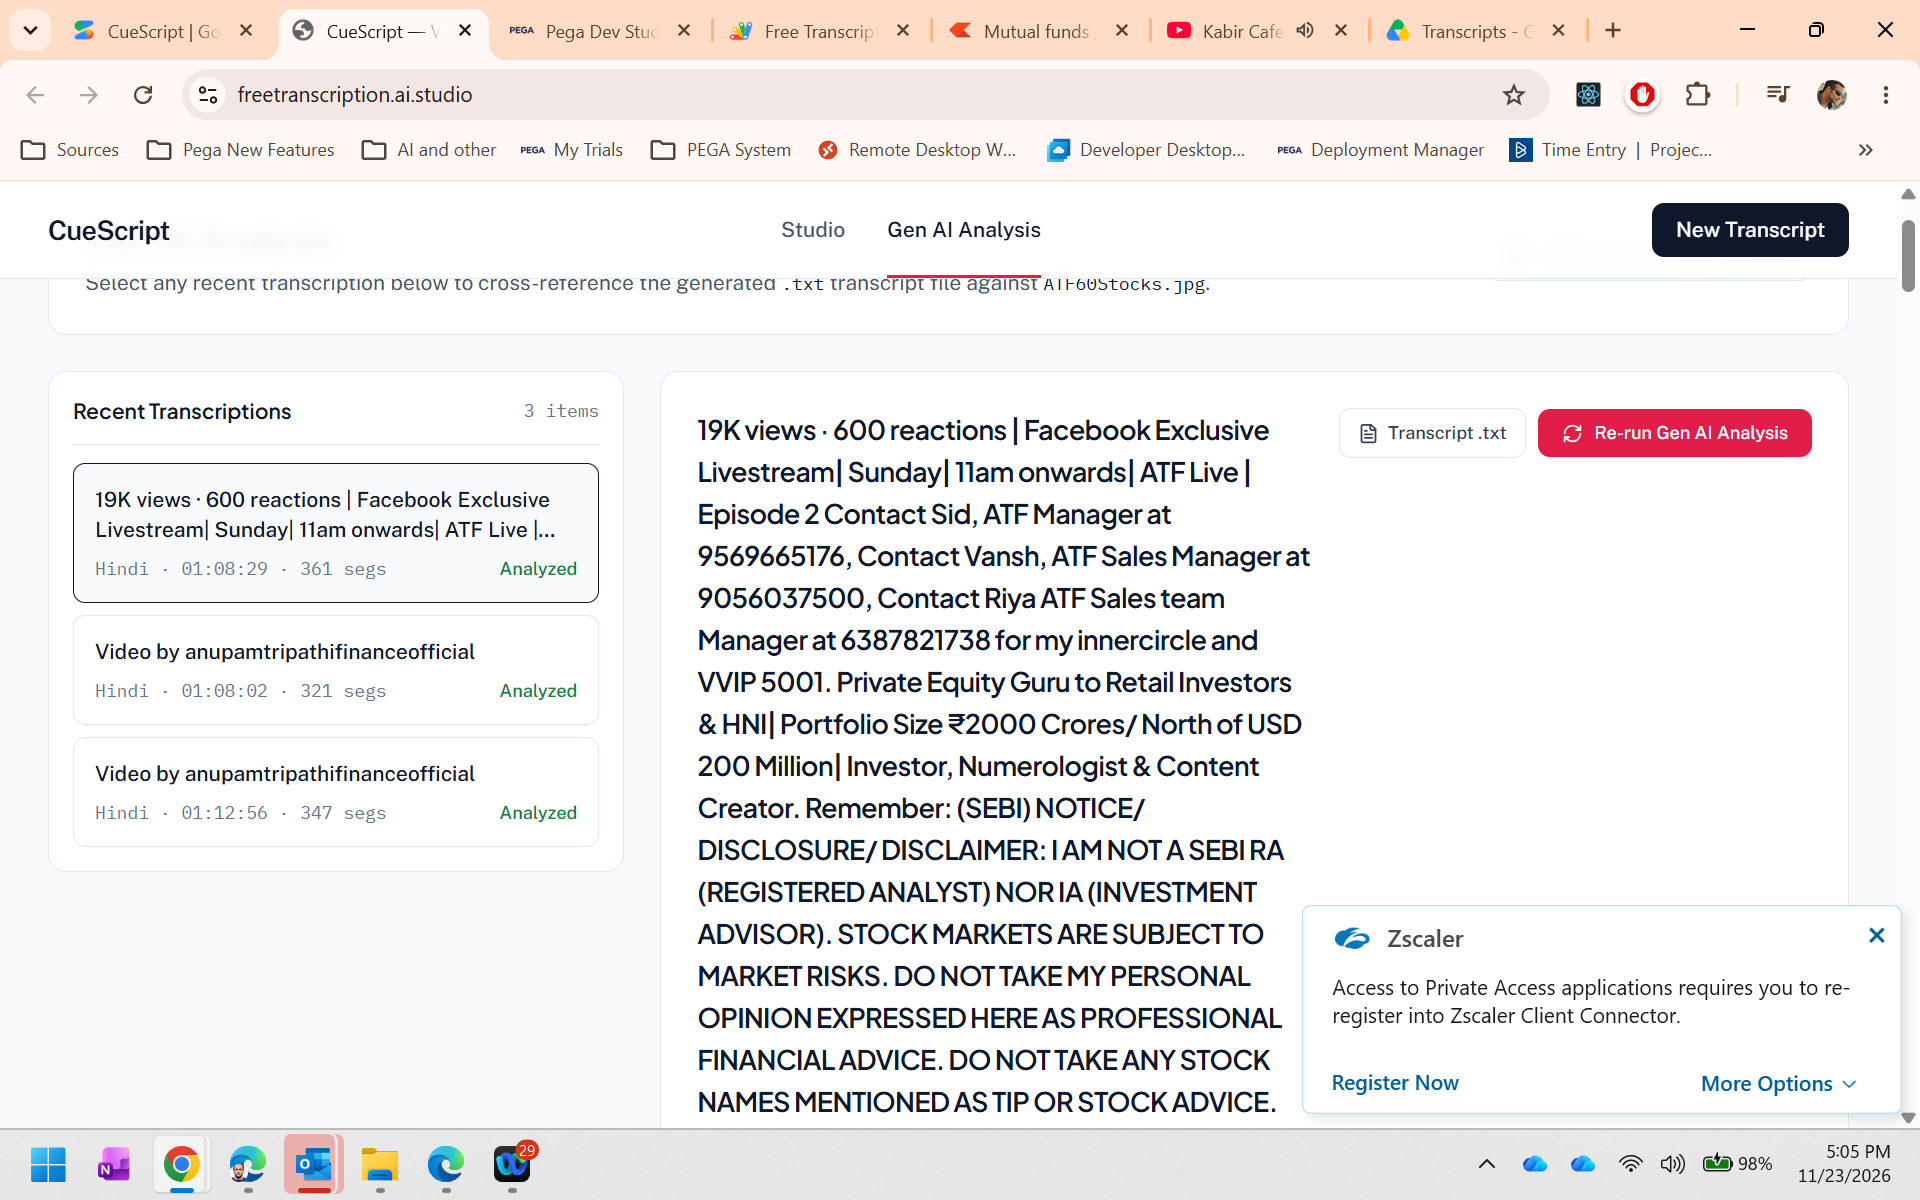 CueScript | Go
CueScript — V
PEGA Pega Dev Stud
Free Transcript
Mutual funds
Kabir Cafe
Transcripts - G
freetranscription.ai.studio
Sources
Pega New Features
AI and other
PEGA My Trials
PEGA System
Remote Desktop W...
Developer Desktop...
PEGA Deployment Manager
Time Entry | Projec...
CueScript
Studio
Gen AI Analysis
New Transcript
Select any recent transcription below to cross-reference the generated .txt transcript file against ATF60Stocks.jpg.
Recent Transcriptions
3 items
19K views · 600 reactions | Facebook Exclusive
Livestream| Sunday| 11am onwards| ATF Live |...
Hindi · 01:08:29 · 361 segs
Analyzed
Video by anupamtripathifinanceofficial
Hindi · 01:08:02 · 321 segs
Analyzed
Video by anupamtripathifinanceofficial
Hindi · 01:12:56 · 347 segs
Analyzed
19K views · 600 reactions | Facebook Exclusive
Livestream| Sunday| 11am onwards| ATF Live |
Episode 2 Contact Sid, ATF Manager at
9569665176, Contact Vansh, ATF Sales Manager at
9056037500, Contact Riya ATF Sales team
Manager at 6387821738 for my innercircle and
VVIP 5001. Private Equity Guru to Retail Investors
& HNI| Portfolio Size ₹2000 Crores/ North of USD
200 Million| Investor, Numerologist & Content
Creator. Remember: (SEBI) NOTICE/
DISCLOSURE/ DISCLAIMER: I AM NOT A SEBI RA
(REGISTERED ANALYST) NOR IA (INVESTMENT
ADVISOR). STOCK MARKETS ARE SUBJECT TO
MARKET RISKS. DO NOT TAKE MY PERSONAL
OPINION EXPRESSED HERE AS PROFESSIONAL
FINANCIAL ADVICE. DO NOT TAKE ANY STOCK
NAMES MENTIONED AS TIP OR STOCK ADVICE.
Transcript .txt
Re-run Gen AI Analysis
Zscaler
Access to Private Access applications requires you to re-
register into Zscaler Client Connector.
Register Now
More Options
29
98%
5:05 PM
11/23/2026